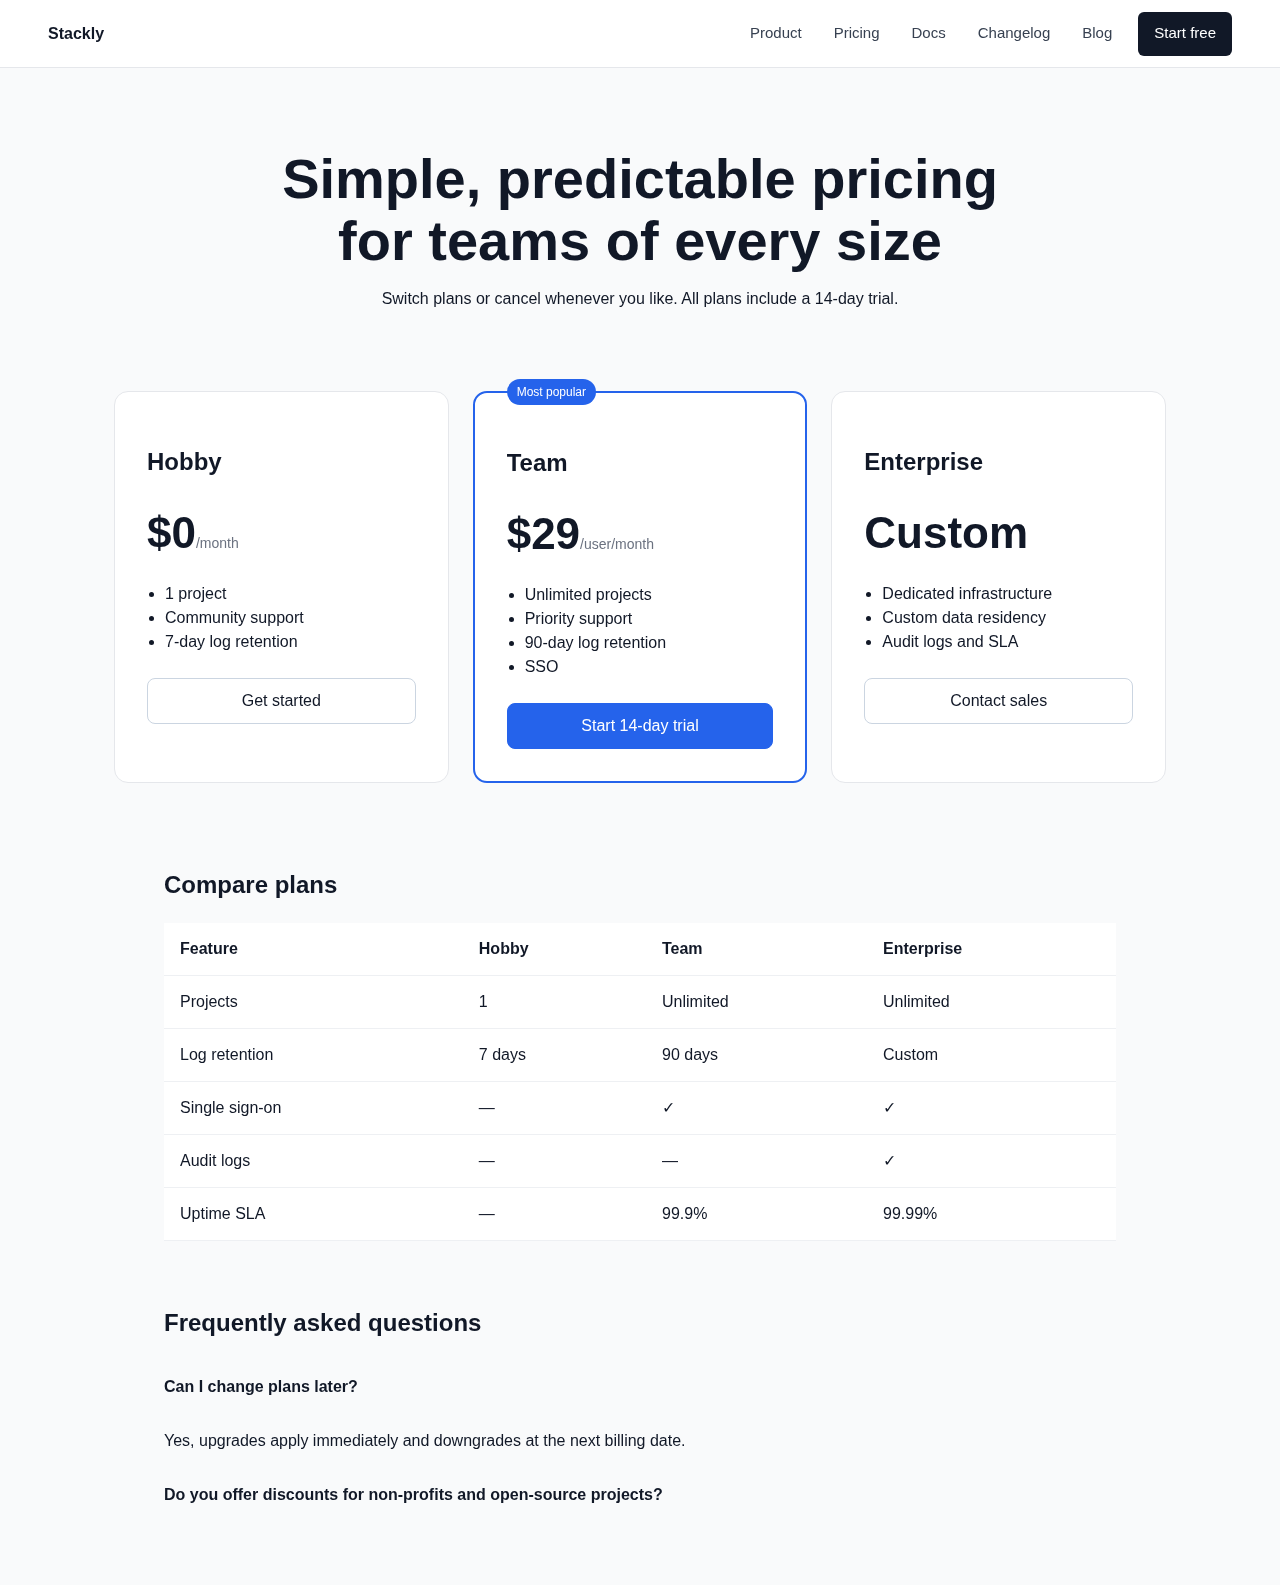 Stackly
Product Pricing Docs Changelog Blog Start free
Simple, predictable pricing
for teams of every size
Switch plans or cancel whenever you like. All plans include a 14-day trial.
Hobby
$0/month
• 1 project
• Community support
• 7-day log retention
Get started
Most popular
Team
$29/user/month
• Unlimited projects
• Priority support
• 90-day log retention
• SSO
Start 14-day trial
Enterprise
Custom
• Dedicated infrastructure
• Custom data residency
• Audit logs and SLA
Contact sales
Compare plans
Feature Hobby Team Enterprise
Projects 1 Unlimited Unlimited
Log retention 7 days 90 days Custom
Single sign-on — ✓ ✓
Audit logs — — ✓
Uptime SLA — 99.9% 99.99%
Frequently asked questions
Can I change plans later?
Yes, upgrades apply immediately and downgrades at the next billing date.
Do you offer discounts for non-profits and open-source projects?